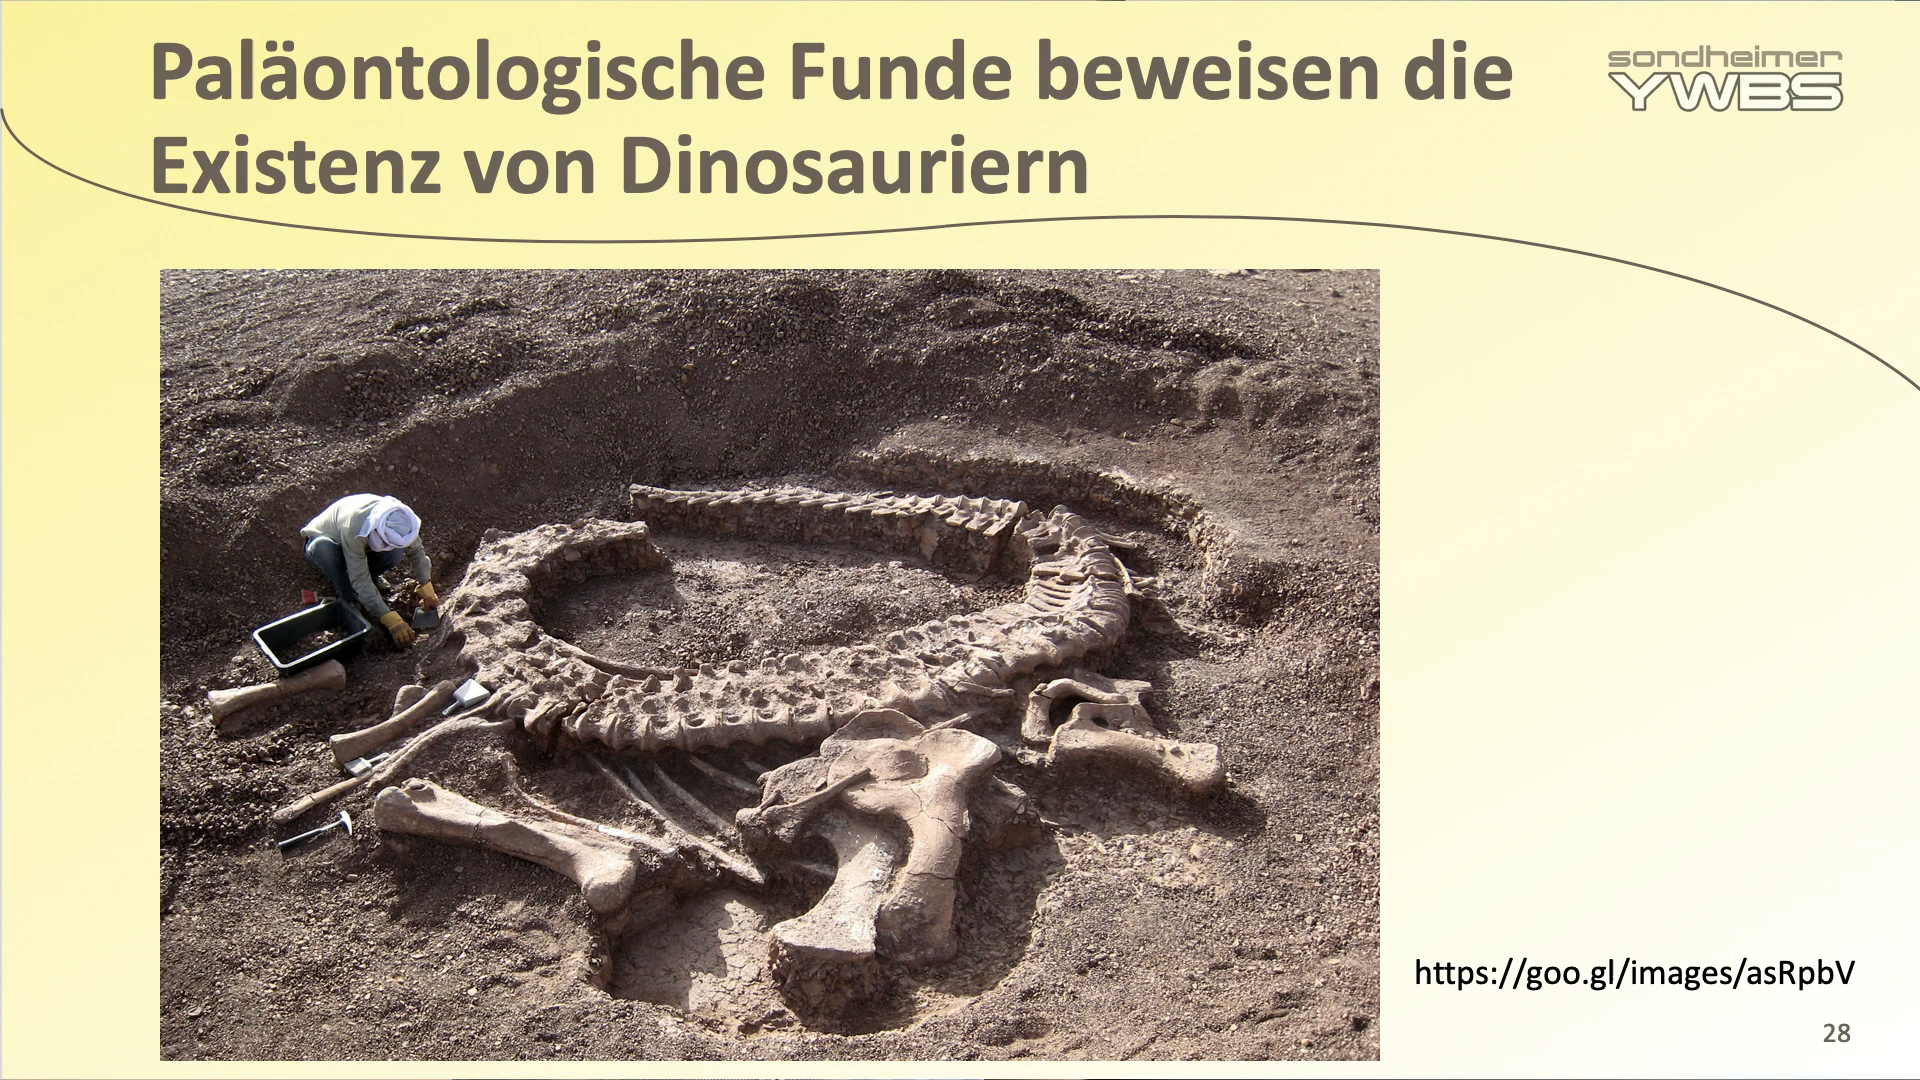 Paläontologische Funde beweisen die
Existenz von Dinosauriern
sondheimer
YWBS
https://goo.gl/images/asRpbV
28